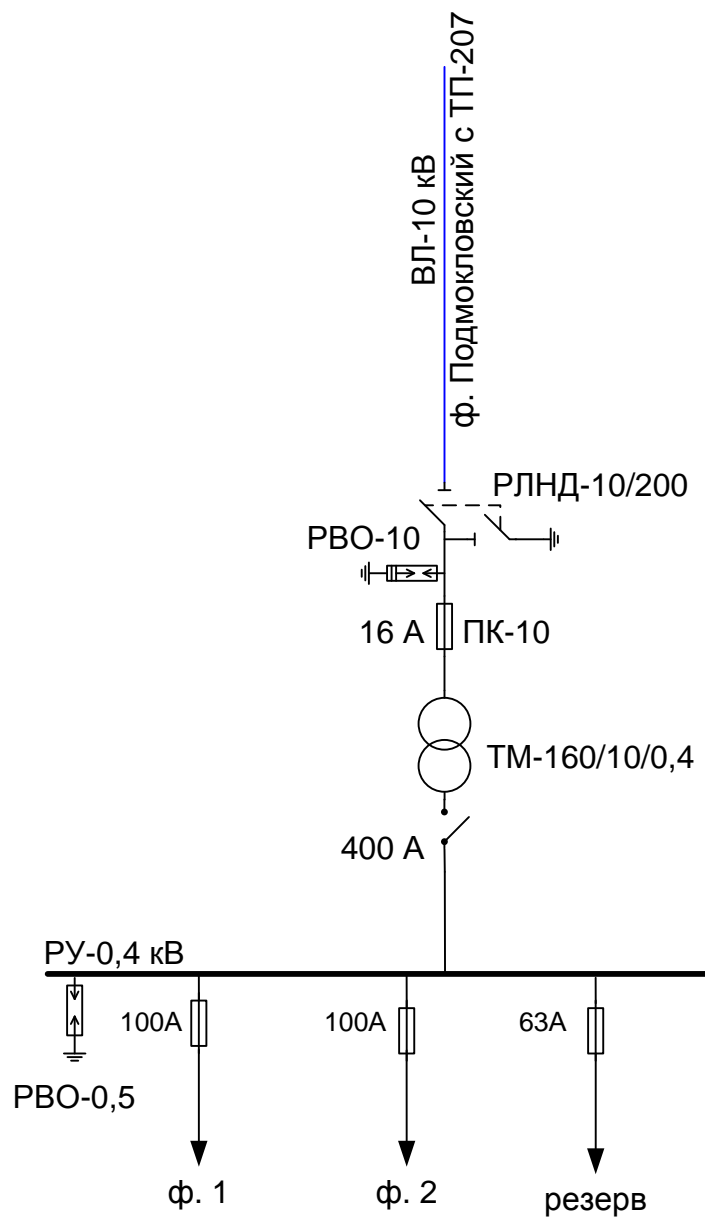 ВЛ-10 кВ
ф. Подмокловский с ТП-207
РЛНД-10/200
РВО-10
16 А
ПК-10
ТМ-160/10/0,4
400 А
РУ-0,4 кВ
100А
100А
63А
РВО-0,5
ф. 1
ф. 2
резерв